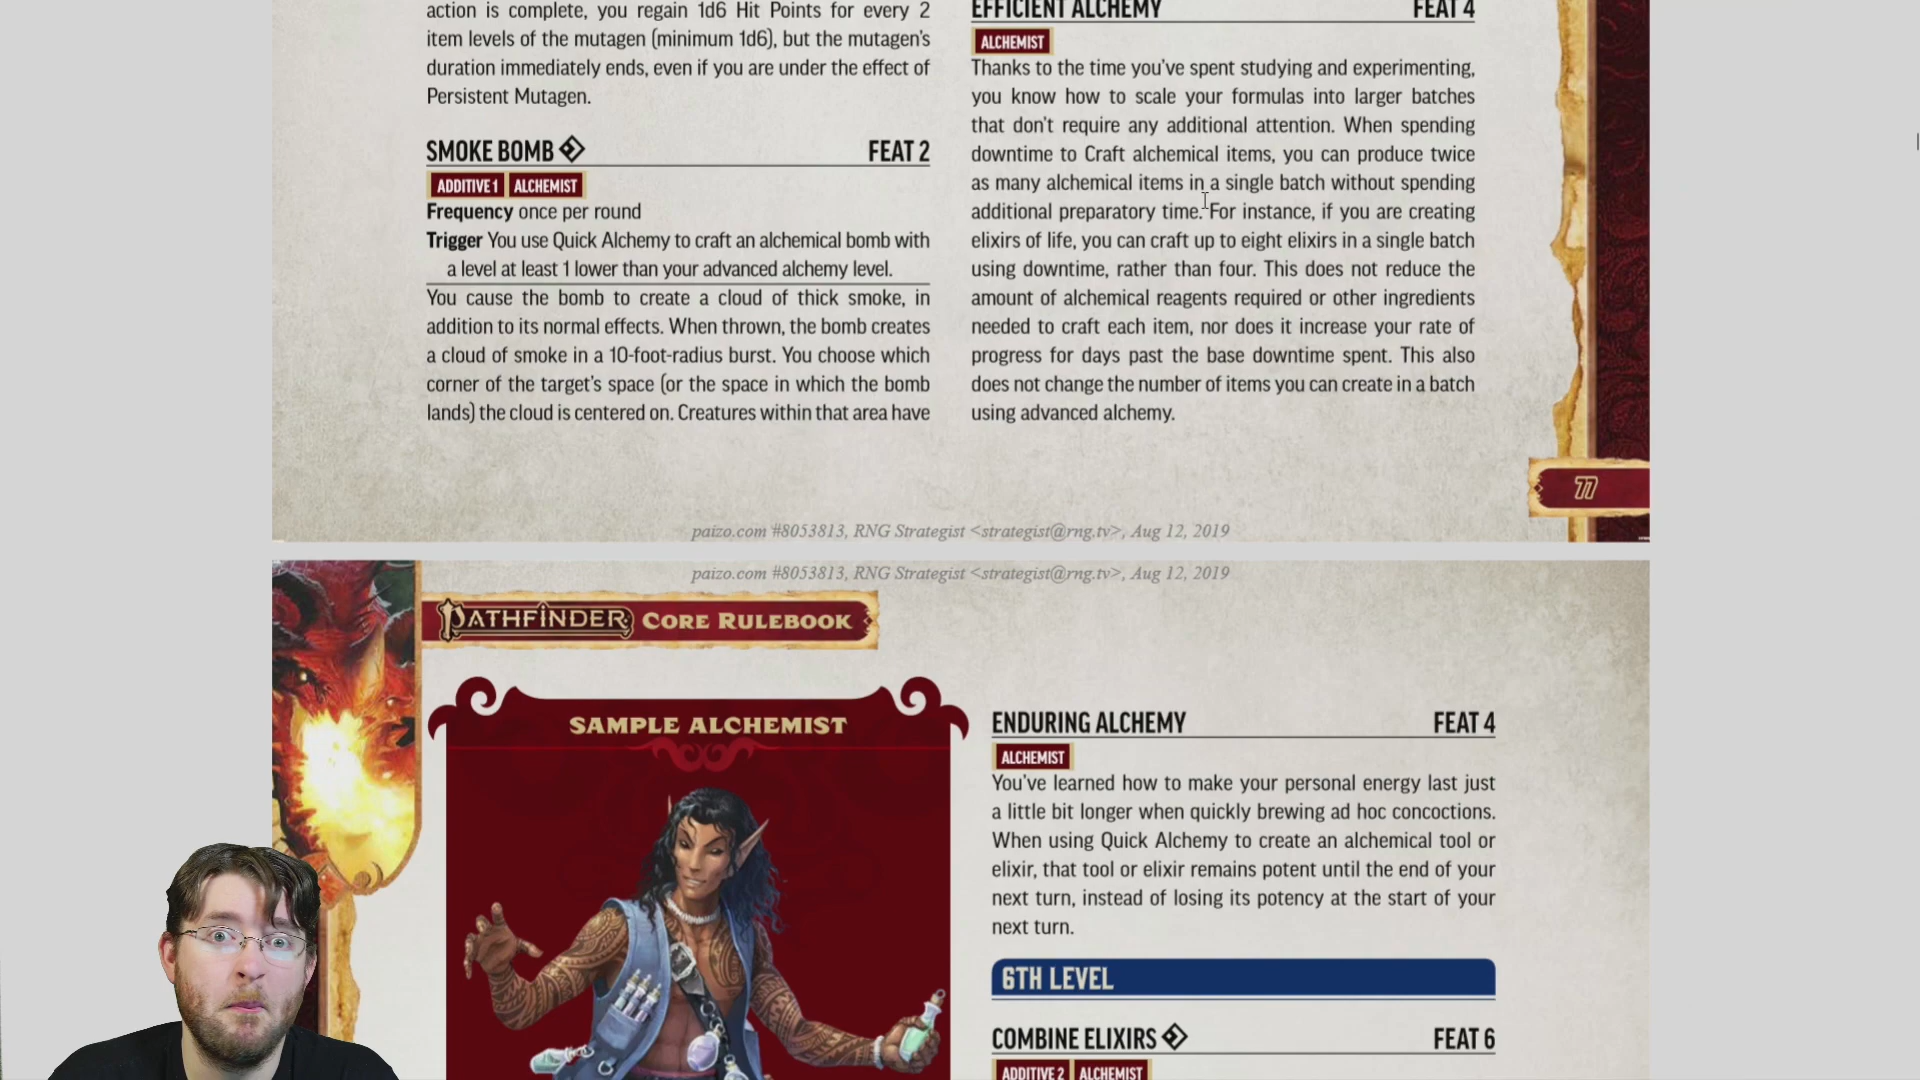 action is complete, you regain 1d6 Hit Points for every 2
item levels of the mutagen (minimum 1d6), but the mutagen's
duration immediately ends, even if you are under the effect of
Persistent Mutagen.
SMOKE BOMB FEAT 2
ADDITIVE 1 ALCHEMIST
Frequency once per round
Trigger You use Quick Alchemy to craft an alchemical bomb with
a level at least 1 lower than your advanced alchemy level.
You cause the bomb to create a cloud of thick smoke, in
addition to its normal effects. When thrown, the bomb creates
a cloud of smoke in a 10-foot-radius burst. You choose which
corner of the target's space (or the space in which the bomb
lands) the cloud is centered on. Creatures within that area have
EFFICIENT ALCHEMY FEAT 4
ALCHEMIST
Thanks to the time you've spent studying and experimenting,
you know how to scale your formulas into larger batches
that don't require any additional attention. When spending
downtime to Craft alchemical items, you can produce twice
as many alchemical items in a single batch without spending
additional preparatory time. For instance, if you are creating
elixirs of life, you can craft up to eight elixirs in a single batch
using downtime, rather than four. This does not reduce the
amount of alchemical reagents required or other ingredients
needed to craft each item, nor does it increase your rate of
progress for days past the base downtime spent. This also
does not change the number of items you can create in a batch
using advanced alchemy.
77
paizo.com #8053813, RNG Strategist <strategist@rng.tv>, Aug 12, 2019
paizo.com #8053813, RNG Strategist <strategist@rng.tv>, Aug 12, 2019
PATHFINDER CORE RULEBOOK
SAMPLE ALCHEMIST
ENDURING ALCHEMY FEAT 4
ALCHEMIST
You've learned how to make your personal energy last just
a little bit longer when quickly brewing ad hoc concoctions.
When using Quick Alchemy to create an alchemical tool or
elixir, that tool or elixir remains potent until the end of your
next turn, instead of losing its potency at the start of your
next turn.
6TH LEVEL
COMBINE ELIXIRS FEAT 6
ADDITIVE 2 ALCHEMIST